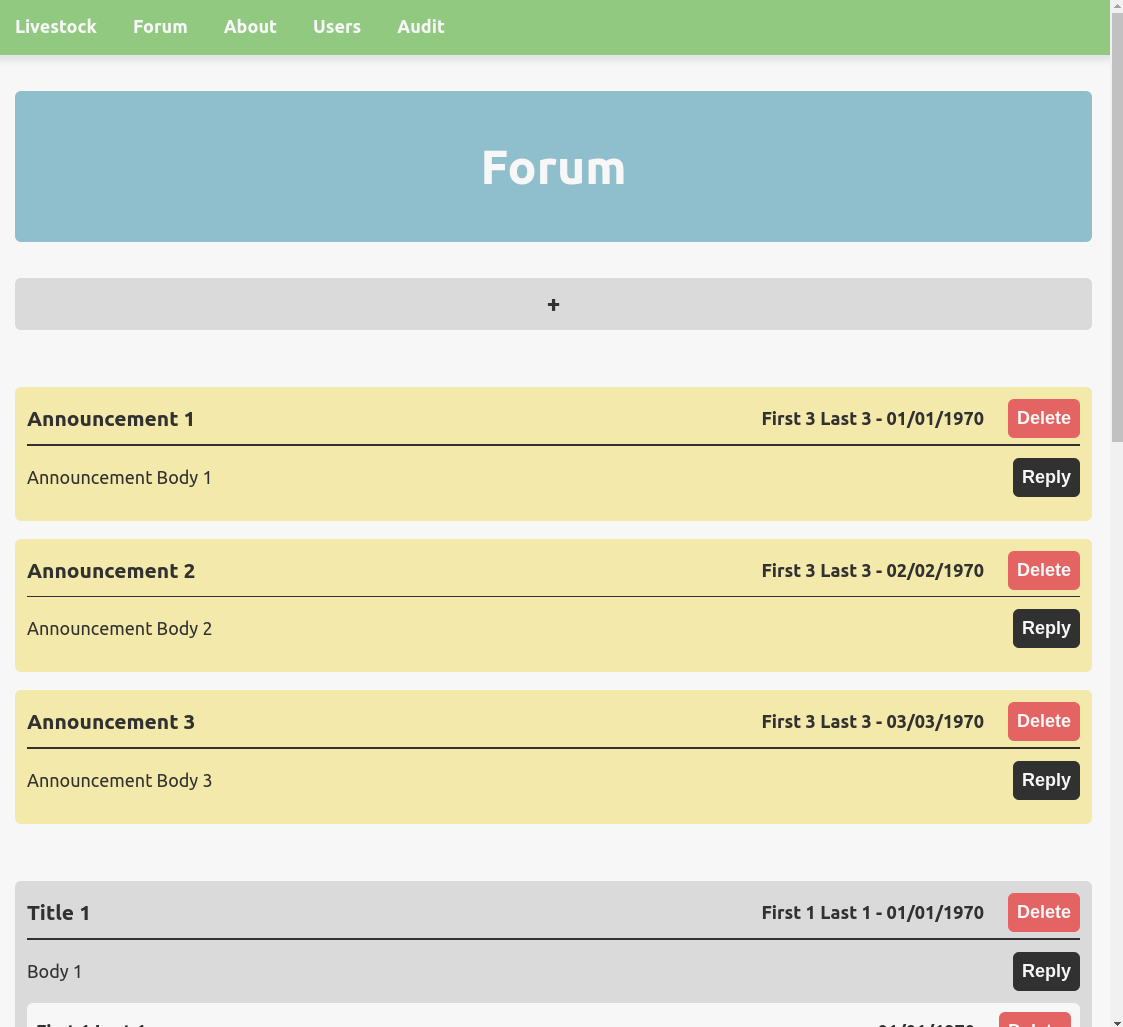 Livestock Forum About Users Audit
Forum
+
Announcement 1 First 3 Last 3 - 01/01/1970 Delete
Announcement Body 1 Reply
Announcement 2 First 3 Last 3 - 02/02/1970 Delete
Announcement Body 2 Reply
Announcement 3 First 3 Last 3 - 03/03/1970 Delete
Announcement Body 3 Reply
Title 1 First 1 Last 1 - 01/01/1970 Delete
Body 1 Reply